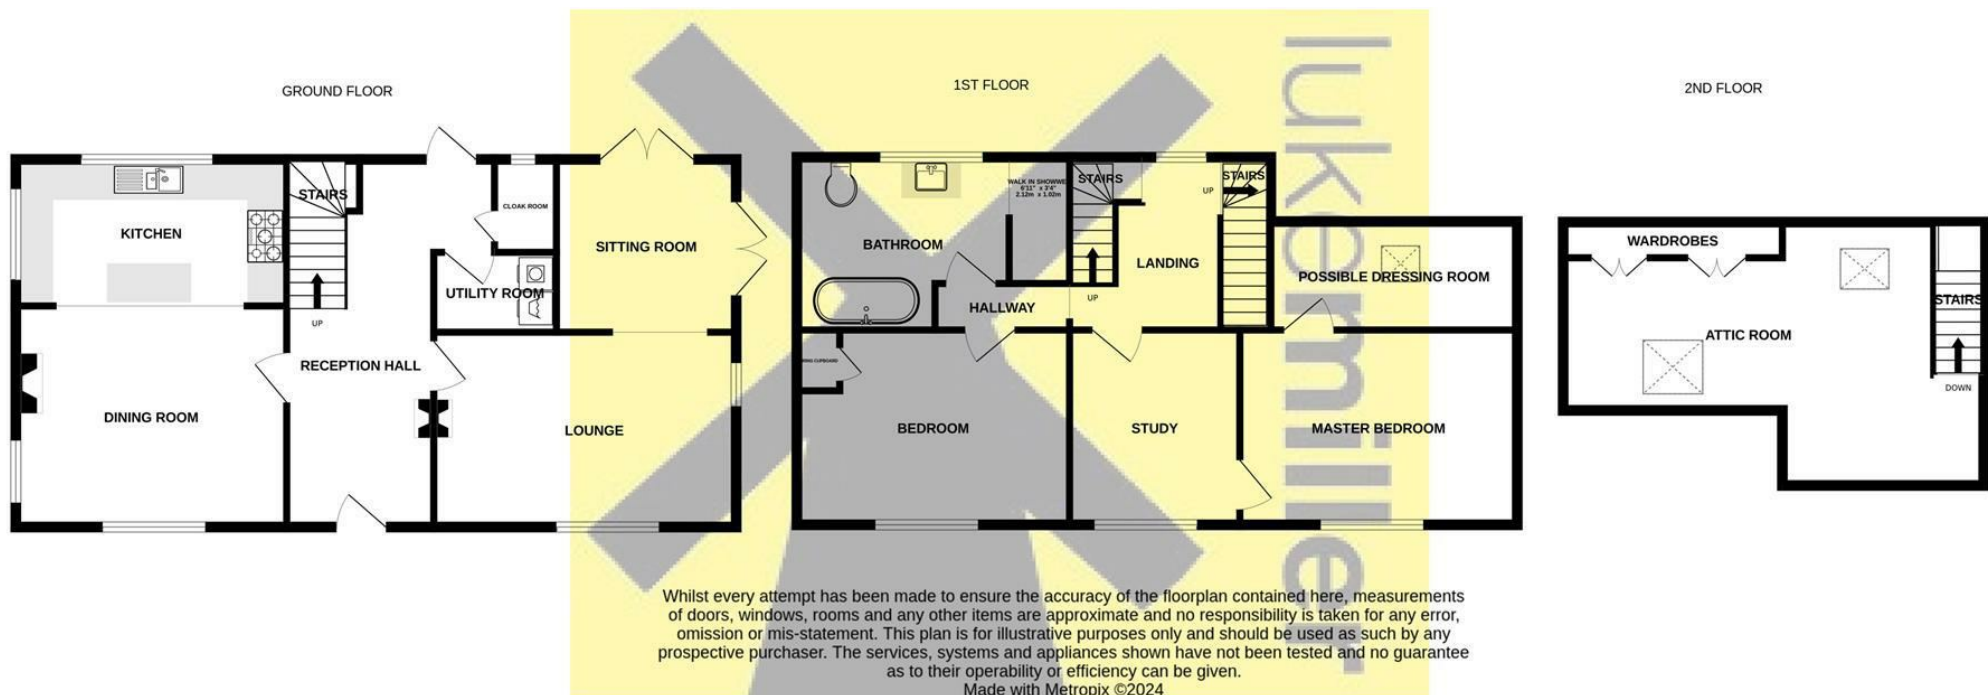 GROUND FLOOR
1ST FLOOR
2ND FLOOR
STAIRS
KITCHEN
CLOAK ROOM
SITTING ROOM
UTILITY ROOM
UP
RECEPTION HALL
DINING ROOM
LOUNGE
STAIRS
WALK IN SHOWWE
6'11" x 3'4"
2.12m x 1.02m
UP
STAIRS
BATHROOM
LANDING
POSSIBLE DRESSING ROOM
HALLWAY
UP
CUPBOARD
BEDROOM
STUDY
MASTER BEDROOM
WARDROBES
STAIRS
ATTIC ROOM
DOWN
lukemiller
Whilst every attempt has been made to ensure the accuracy of the floorplan contained here, measurements
of doors, windows, rooms and any other items are approximate and no responsibility is taken for any error,
omission or mis-statement. This plan is for illustrative purposes only and should be used as such by any
prospective purchaser. The services, systems and appliances shown have not been tested and no guarantee
as to their operability or efficiency can be given.
Made with Metropix ©2024